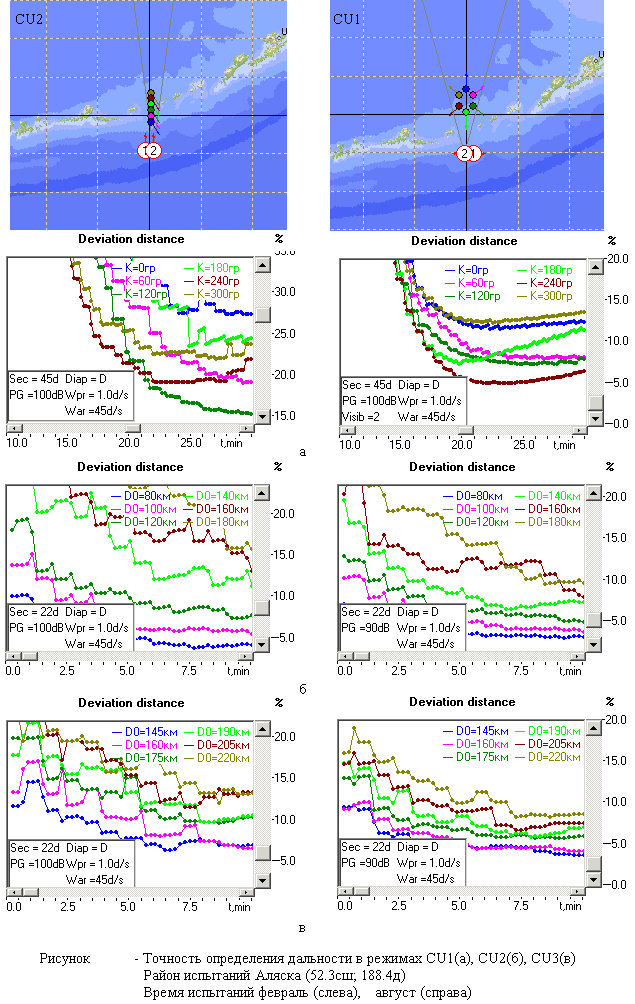 CU2
CU1
U
U
1 2
2 1
Deviation distance %
Deviation distance %
K=0гр K=180гр
K=60гр K=240гр
K=120гр K=300гр
35.0
30.0
25.0
20.0
15.0
Sec = 45d Diap = D
PG =100dB Wpr = 1.0d/s
War =45d/s
10.0 15.0 20.0 t,min
K=0гр K=180гр
K=60гр K=240гр
K=120гр K=300гр
20.0
15.0
10.0
5.0
0.0
Sec = 45d Diap = D
PG =100dB Wpr = 1.0d/s
Visib =2 War =45d/s
10.0 15.0 20.0 25.0 t,min
а
Deviation distance %
Deviation distance %
D0=80км D0=140км
D0=100км D0=160км
D0=120км D0=180км
20.0
15.0
10.0
5.0
Sec = 22d Diap = D
PG =100dB Wpr = 1.0d/s
War =45d/s
0.0 2.5 5.0 7.5 t,min
D0=80км D0=140км
D0=100км D0=160км
D0=120км D0=180км
20.0
15.0
10.0
5.0
Sec = 22d Diap = D
PG =90dB Wpr = 1.0d/s
War =45d/s
0.0 2.5 5.0 7.5 t,min
б
Deviation distance %
Deviation distance %
D0=145км D0=190км
D0=160км D0=205км
D0=175км D0=220км
20.0
15.0
10.0
5.0
Sec = 22d Diap = D
PG =100dB Wpr = 1.0d/s
War =45d/s
0.0 2.5 5.0 7.5 t,min
D0=145км D0=190км
D0=160км D0=205км
D0=175км D0=220км
20.0
15.0
10.0
5.0
0.0
Sec = 22d Diap = D
PG =90dB Wpr = 1.0d/s
War =45d/s
0.0 2.5 5.0 7.5 t,min
в
Рисунок - Точность определения дальности в режимах CU1(а), CU2(б), CU3(в)
Район испытаний Аляска (52.3сш; 188.4д)
Время испытаний февраль (слева), август (справа)